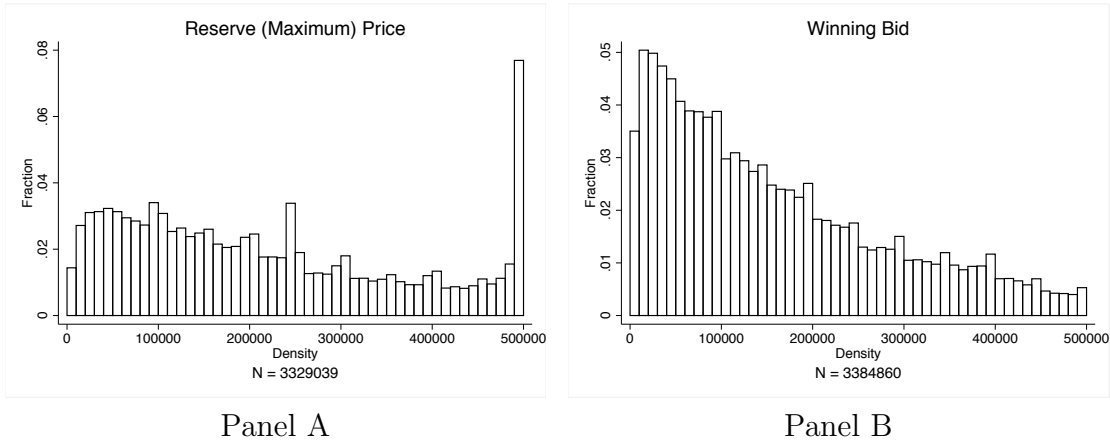 Reserve (Maximum) Price
Fraction
.08
.06
.04
.02
0
0 100000 200000 300000 400000 500000
Density
N = 3329039
Panel A
Winning Bid
Fraction
.05
.04
.03
.02
.01
0
0 100000 200000 300000 400000 500000
Density
N = 3384860
Panel B